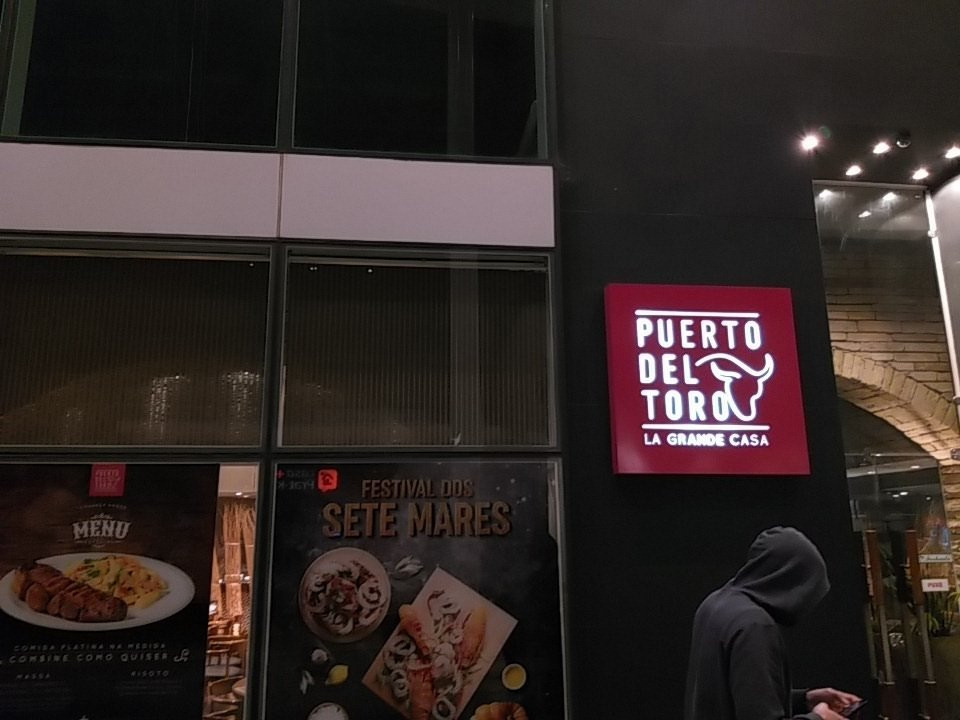 PUERTO
DEL
TORO
LA GRANDE CASA
MENU
COMIDA PLATINA NA MEDIDA
COMBINE COMO QUISER
MASSA
RISOTO
FESTIVAL DOS
SETE MARES
PUSH